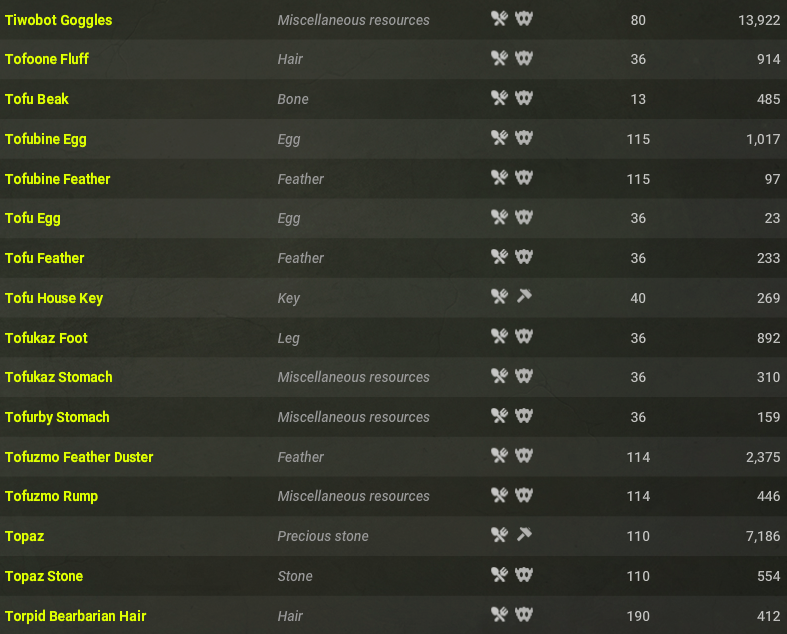 Tiwobot Goggles Miscellaneous resources 80 13,922
Tofoone Fluff Hair 36 914
Tofu Beak Bone 13 485
Tofubine Egg Egg 115 1,017
Tofubine Feather Feather 115 97
Tofu Egg Egg 36 23
Tofu Feather Feather 36 233
Tofu House Key Key 40 269
Tofukaz Foot Leg 36 892
Tofukaz Stomach Miscellaneous resources 36 310
Tofurby Stomach Miscellaneous resources 36 159
Tofuzmo Feather Duster Feather 114 2,375
Tofuzmo Rump Miscellaneous resources 114 446
Topaz Precious stone 110 7,186
Topaz Stone Stone 110 554
Torpid Bearbarian Hair Hair 190 412